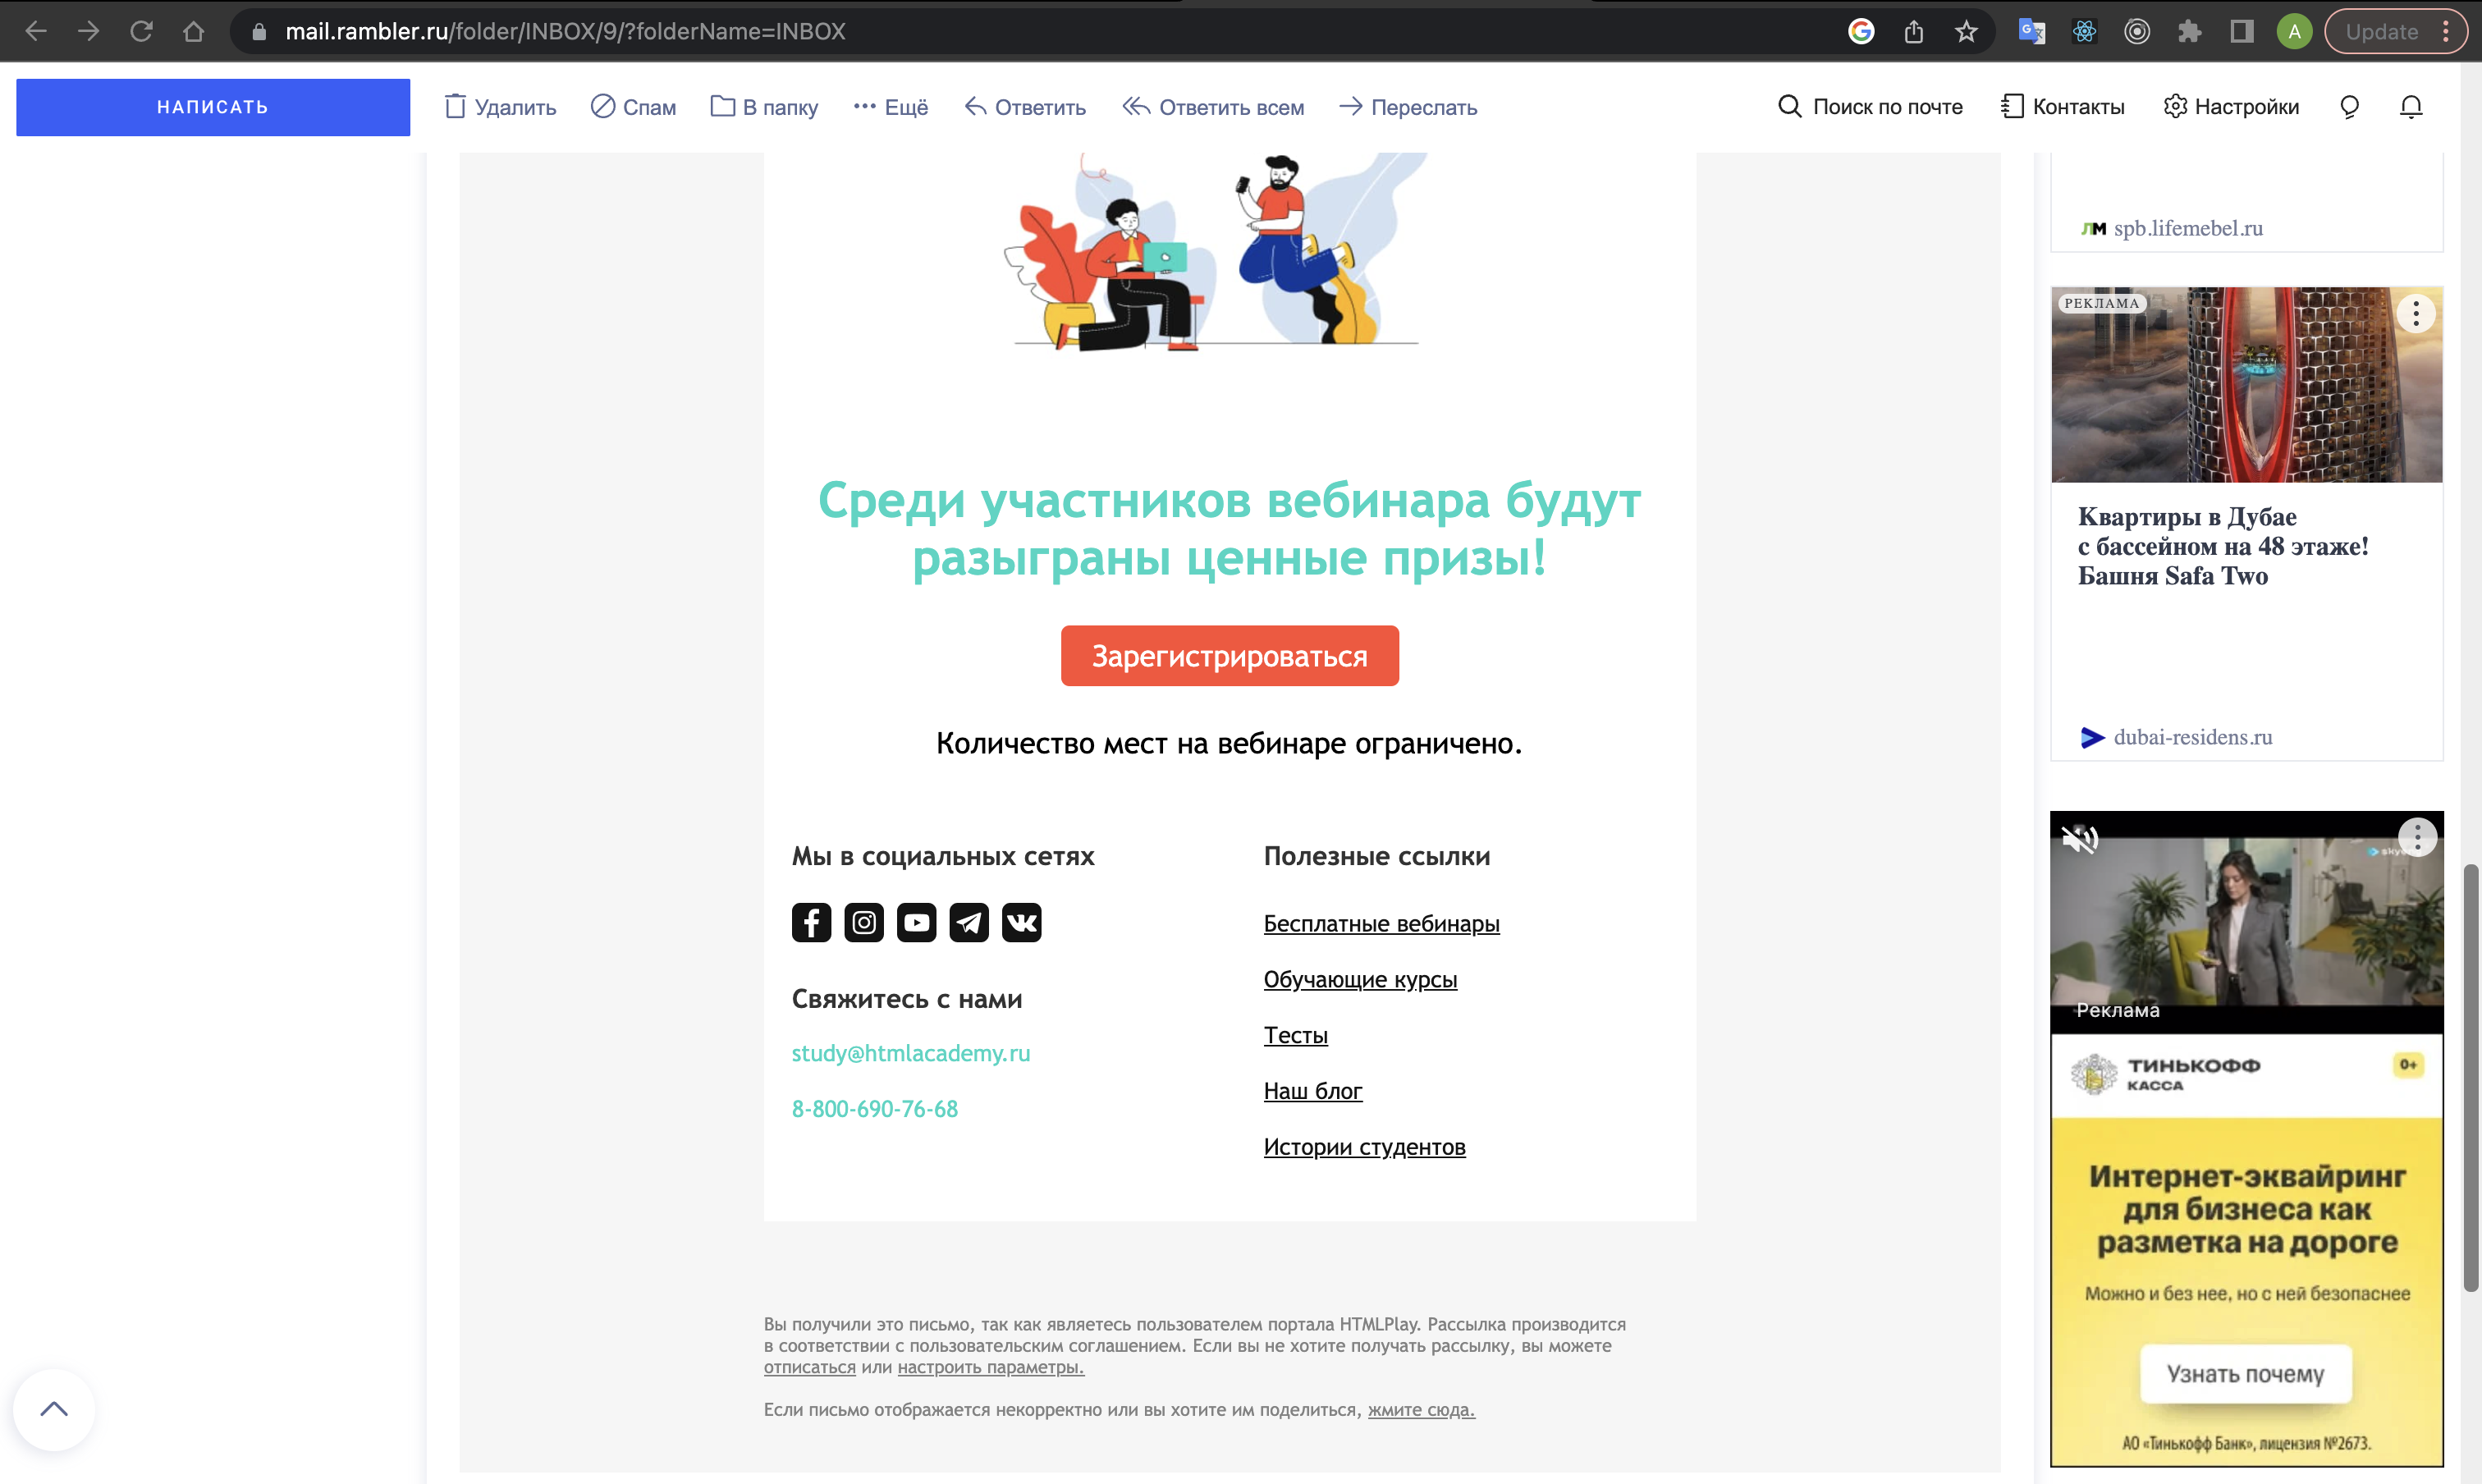 mail.rambler.ru/folder/INBOX/9/?folderName=INBOX
A
Update
НАПИСАТЬ
Удалить
Спам
В папку
Ещё
Ответить
Ответить всем
Переслать
Поиск по почте
Контакты
Настройки
Среди участников вебинара будут
разыграны ценные призы!
Зарегистрироваться
Количество мест на вебинаре ограничено.
Мы в социальных сетях
Свяжитесь с нами
study@htmlacademy.ru
8-800-690-76-68
Полезные ссылки
Бесплатные вебинары
Обучающие курсы
Тесты
Наш блог
Истории студентов
Вы получили это письмо, так как являетесь пользователем портала HTMLPlay. Рассылка производится
в соответствии с пользовательским соглашением. Если вы не хотите получать рассылку, вы можете
отписаться или настроить параметры.
Если письмо отображается некорректно или вы хотите им поделиться, жмите сюда.
ЛМ spb.lifemebel.ru
РЕКЛАМА
Квартиры в Дубае
с бассейном на 48 этаже!
Башня Safa Two
dubai-residens.ru
Реклама
ТИНЬКОФФ
КАССА
0+
Интернет-эквайринг
для бизнеса как
разметка на дороге
Можно и без нее, но с ней безопаснее
Узнать почему
АО «Тинькофф Банк», лицензия №2673.